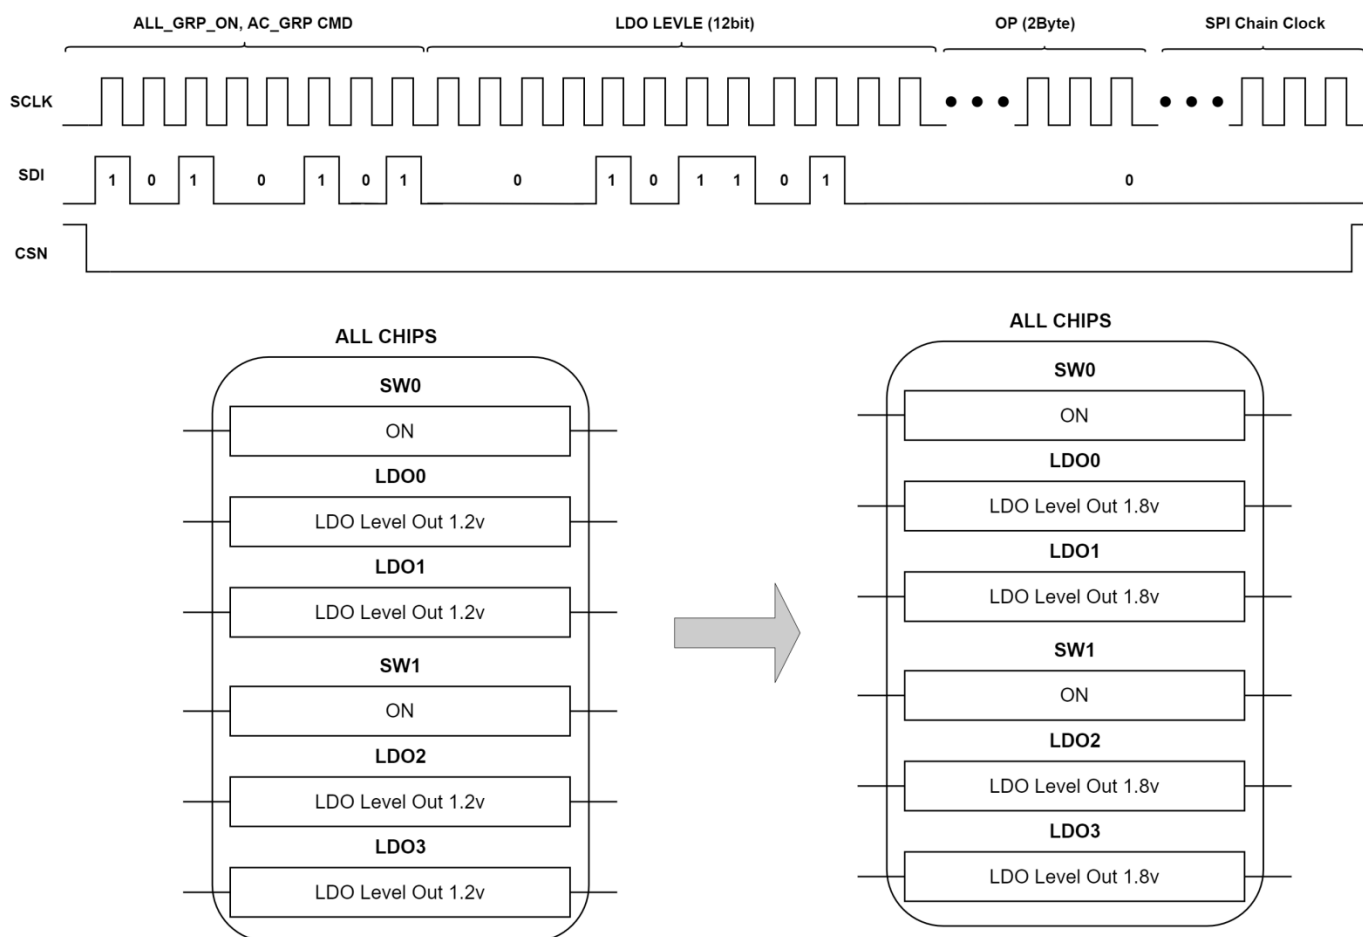 ALL_GRP_ON, AC_GRP CMD LDO LEVLE (12bit) OP (2Byte) SPI Chain Clock
SCLK
SDI 1 0 1 0 1 0 1 0 1 0 1 1 0 1 0
CSN
ALL CHIPS
SW0
ON
LDO0
LDO Level Out 1.2v
LDO1
LDO Level Out 1.2v
SW1
ON
LDO2
LDO Level Out 1.2v
LDO3
LDO Level Out 1.2v
ALL CHIPS
SW0
ON
LDO0
LDO Level Out 1.8v
LDO1
LDO Level Out 1.8v
SW1
ON
LDO2
LDO Level Out 1.8v
LDO3
LDO Level Out 1.8v